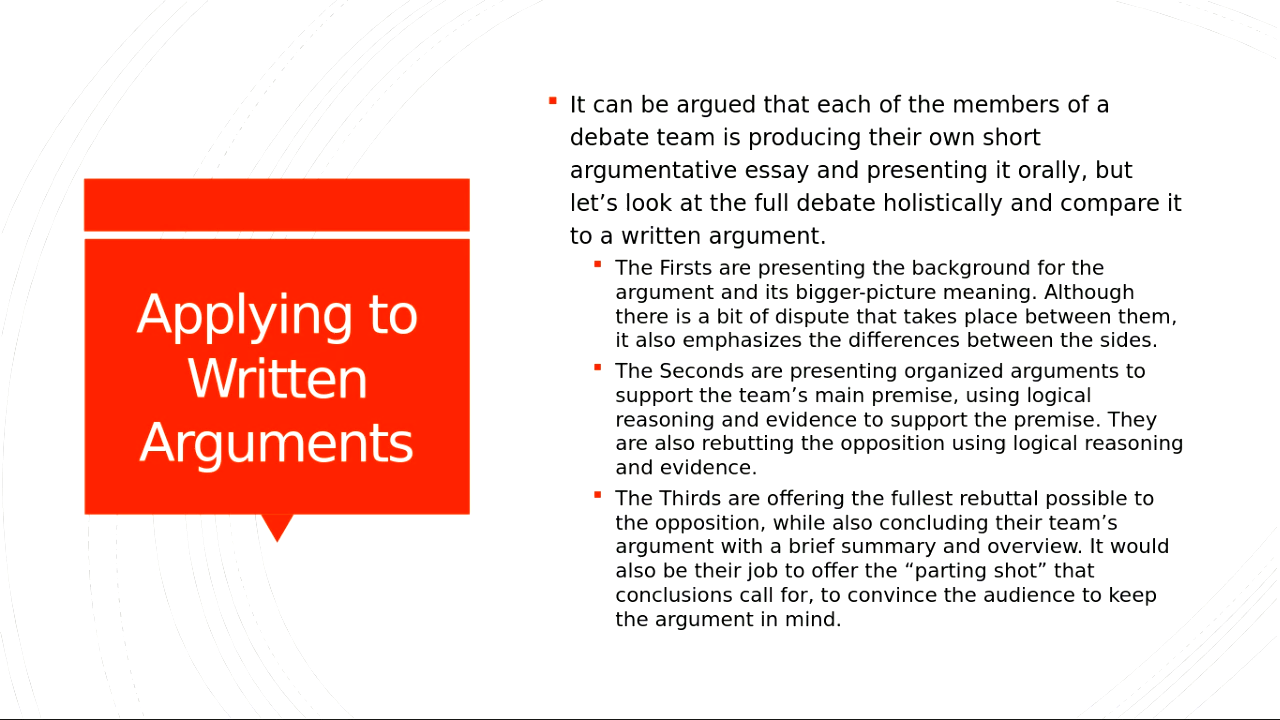 Applying to
Written
Arguments
It can be argued that each of the members of a
debate team is producing their own short
argumentative essay and presenting it orally, but
let’s look at the full debate holistically and compare it
to a written argument.
The Firsts are presenting the background for the
argument and its bigger-picture meaning. Although
there is a bit of dispute that takes place between them,
it also emphasizes the differences between the sides.
The Seconds are presenting organized arguments to
support the team’s main premise, using logical
reasoning and evidence to support the premise. They
are also rebutting the opposition using logical reasoning
and evidence.
The Thirds are offering the fullest rebuttal possible to
the opposition, while also concluding their team’s
argument with a brief summary and overview. It would
also be their job to offer the “parting shot” that
conclusions call for, to convince the audience to keep
the argument in mind.